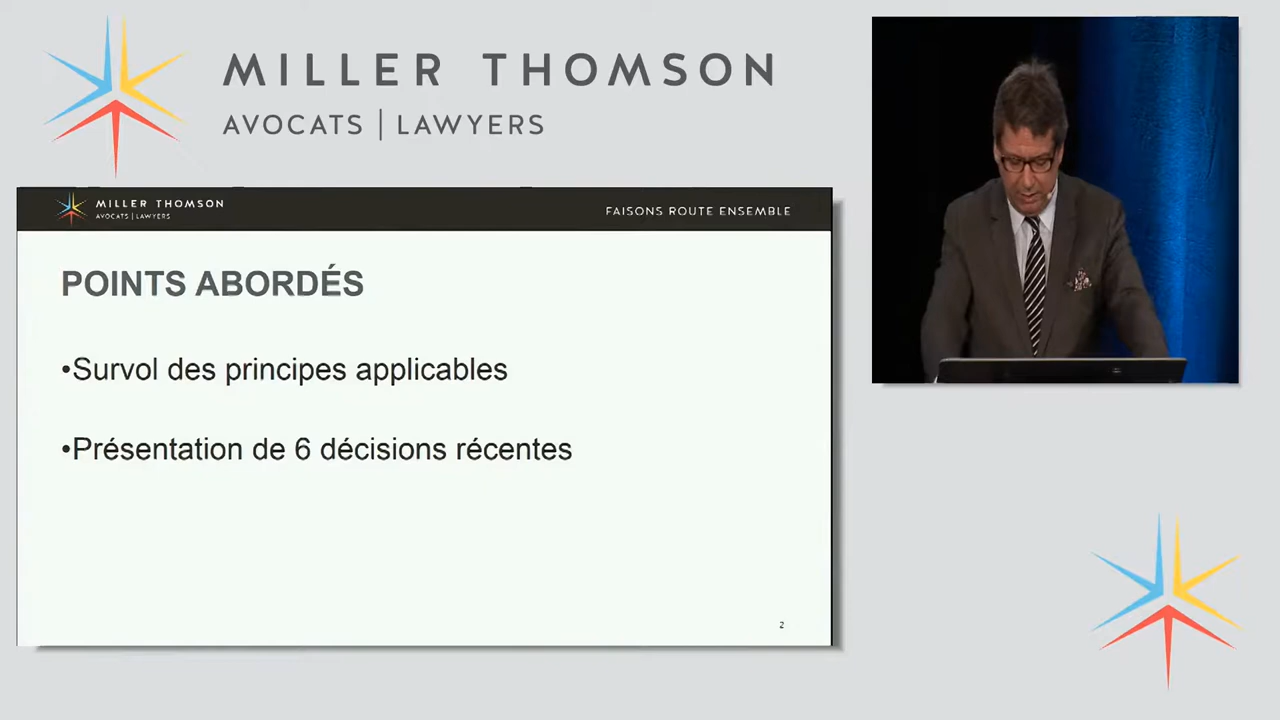 MILLER THOMSON
AVOCATS | LAWYERS
MILLER THOMSON
AVOCATS | LAWYERS
FAISONS ROUTE ENSEMBLE
POINTS ABORDÉS
•Survol des principes applicables
•Présentation de 6 décisions récentes
2